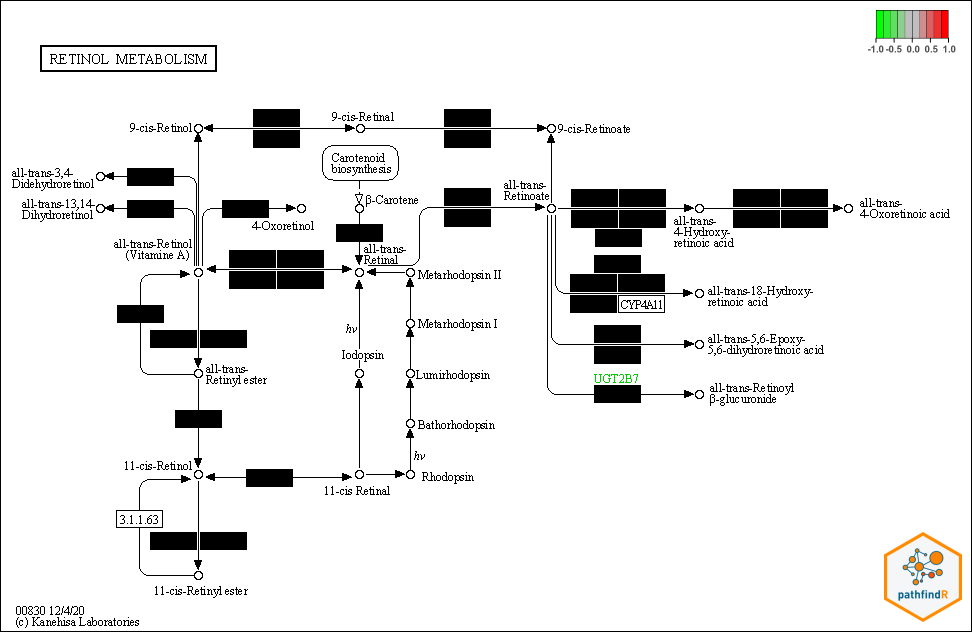 -1.0 -0.5 0.0 0.5 1.0
RETINOL METABOLISM
9-cis-Retinol
9-cis-Retinal
9-cis-Retinoate
Carotenoid
biosynthesis
all-trans-3,4-
Didehydroretinol
all-trans-13,14-
Dihydroretinol
β-Carotene
all-trans-
Retinoate
4-Oxoretinol
all-trans-
4-Hydroxy-
retinoic acid
all-trans-
4-Oxoretinoic acid
all-trans-Retinol
(Vitamine A)
all-trans-
Retinal
Metarhodopsin II
all-trans-18-Hydroxy-
retinoic acid
CYP4A11
hν
Metarhodopsin I
Iodopsin
all-trans-5,6-Epoxy-
5,6-dihydroretinoic acid
all-trans-
Retinyl ester
Lumirhodopsin
UGT2B7
all-trans-Retinoyl
β-glucuronide
Bathorhodopsin
hν
11-cis-Retinol
11-cis Retinal
Rhodopsin
3.1.1.63
11-cis-Retinyl ester
pathfindR
00830 12/4/20
(c) Kanehisa Laboratories